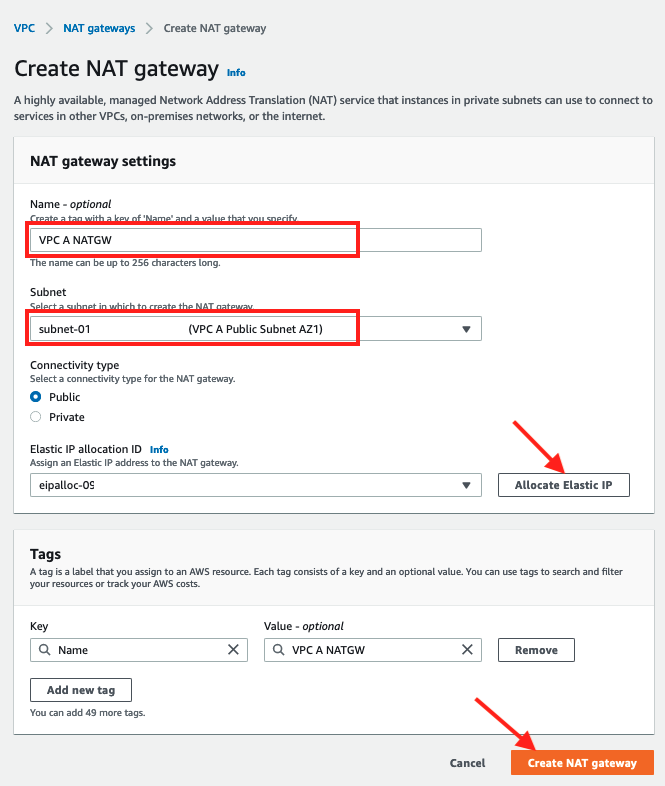 VPC > NAT gateways > Create NAT gateway
Create NAT gateway Info
A highly available, managed Network Address Translation (NAT) service that instances in private subnets can use to connect to
services in other VPCs, on-premises networks, or the internet.
NAT gateway settings
Name - optional
Create a tag with a key of 'Name' and a value that you specify.
VPC A NATGW
The name can be up to 256 characters long.
Subnet
Select a subnet in which to create the NAT gateway.
subnet-01 (VPC A Public Subnet AZ1)
Connectivity type
Select a connectivity type for the NAT gateway.
Public
Private
Elastic IP allocation ID Info
Assign an Elastic IP address to the NAT gateway.
eipalloc-09 Allocate Elastic IP
Tags
A tag is a label that you assign to an AWS resource. Each tag consists of a key and an optional value. You can use tags to search and filter
your resources or track your AWS costs.
Key Value - optional
Name VPC A NATGW Remove
Add new tag
You can add 49 more tags.
Cancel Create NAT gateway